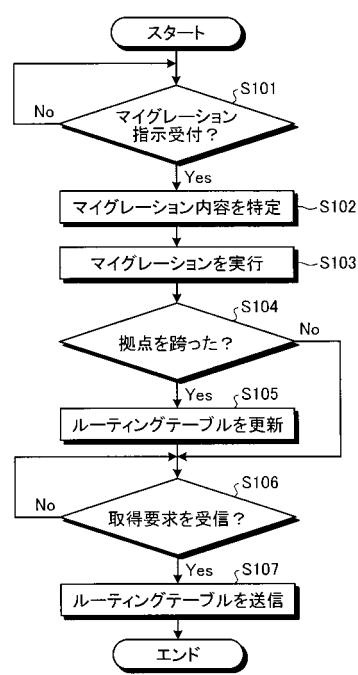 スタート
S101
No
マイグレーション
指示受付？
Yes
マイグレーション内容を特定
S102
マイグレーションを実行
S103
S104
No
拠点を跨った？
Yes
S105
ルーティングテーブルを更新
S106
No
取得要求を受信？
Yes
S107
ルーティングテーブルを送信
エンド